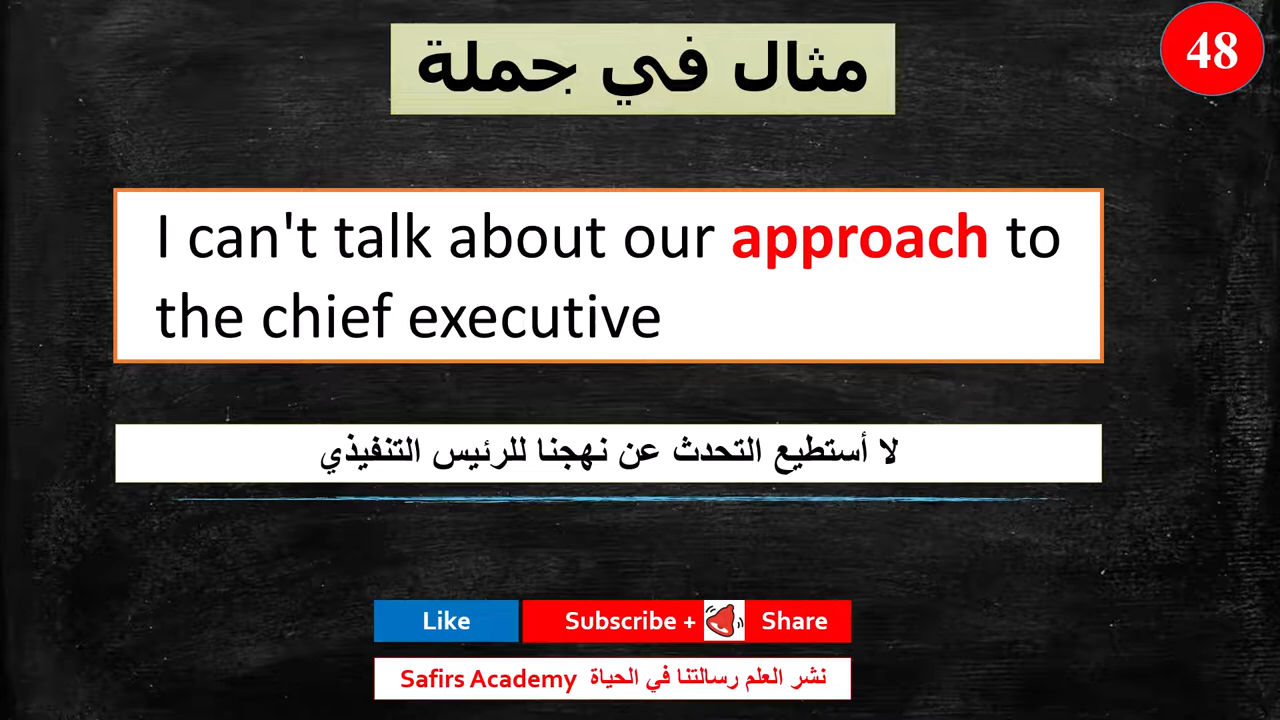 مثال في جملة
48
I can't talk about our approach to
the chief executive
لا أستطيع التحدث عن نهجنا للرئيس التنفيذي
Like
Subscribe +
Share
Safirs Academy نشر العلم رسالتنا في الحياة